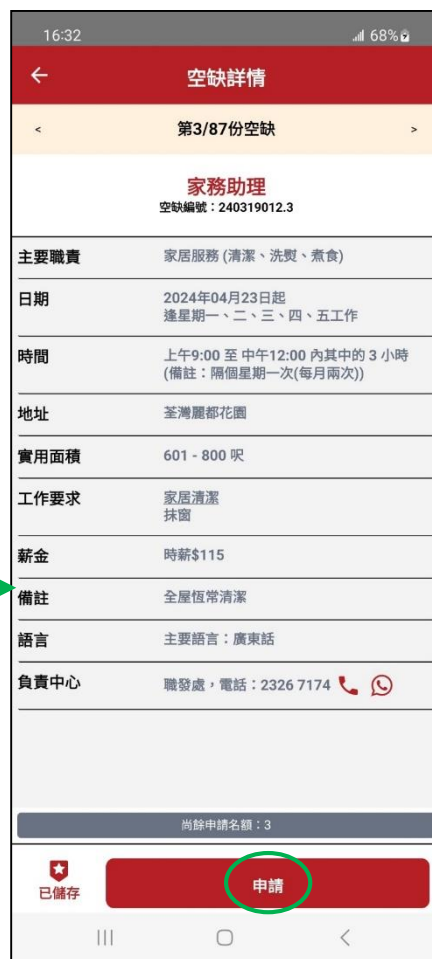 16:32
68%
空缺詳情
<
第3/87份空缺
>
家務助理
空缺編號：240319012.3
主要職責
家居服務 (清潔、洗熨、煮食)
日期
2024年04月23日起
逢星期一、二、三、四、五工作
時間
上午9:00 至 中午12:00 內其中的 3 小時
(備註：隔個星期一次(每月兩次))
地址
荃灣麗都花園
實用面積
601 - 800 呎
工作要求
家居清潔
抹窗
薪金
時薪$115
備註
全屋恆常清潔
語言
主要語言：廣東話
負責中心
職發處，電話：2326 7174
尚餘申請名額：3
已儲存
申請